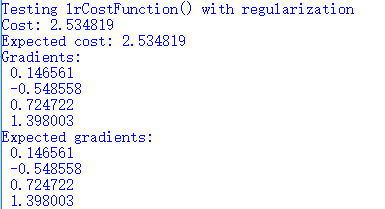 Testing lrCostFunction() with regularization
Cost: 2.534819
Expected cost: 2.534819
Gradients:
0.146561
-0.548558
0.724722
1.398003
Expected gradients:
0.146561
-0.548558
0.724722
1.398003